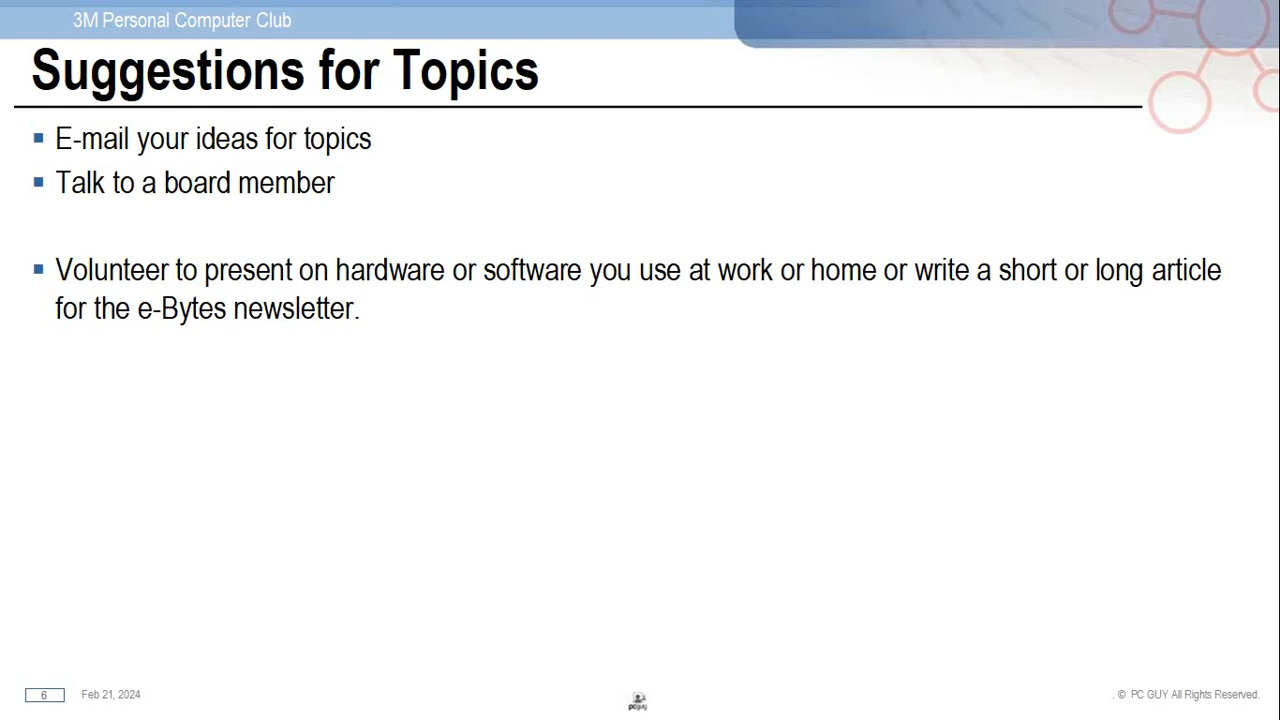 3M Personal Computer Club
Suggestions for Topics
▪ E-mail your ideas for topics
▪ Talk to a board member
▪ Volunteer to present on hardware or software you use at work or home or write a short or long article
for the e-Bytes newsletter.
6
Feb 21, 2024
pcguy
. © PC GUY All Rights Reserved.